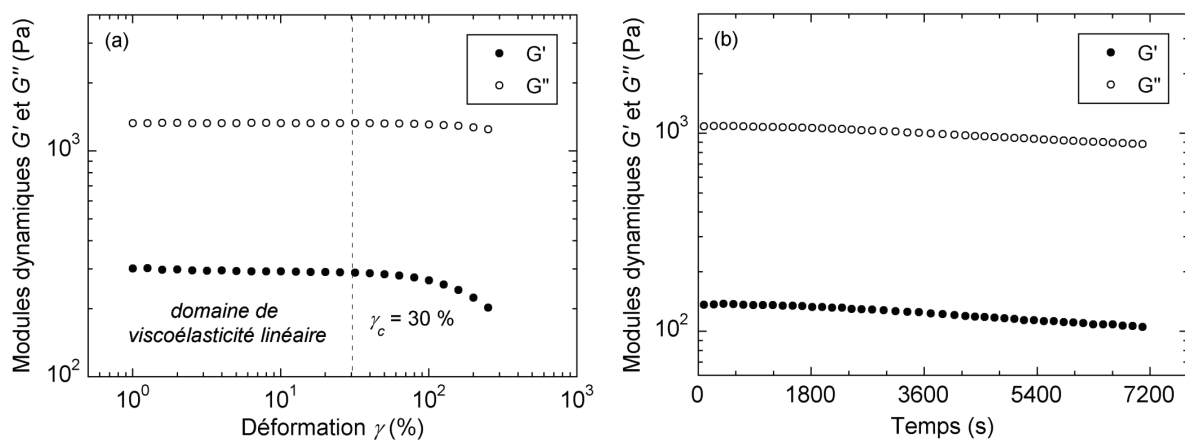 (a)
G'
G"
10³
10²
Modules dynamiques G' et G" (Pa)
domaine de
viscoélasticité linéaire
γc = 30 %
10⁰ 10¹ 10² 10³
Déformation γ (%)
(b)
G'
G"
10³
10²
Modules dynamiques G' et G" (Pa)
0 1800 3600 5400 7200
Temps (s)